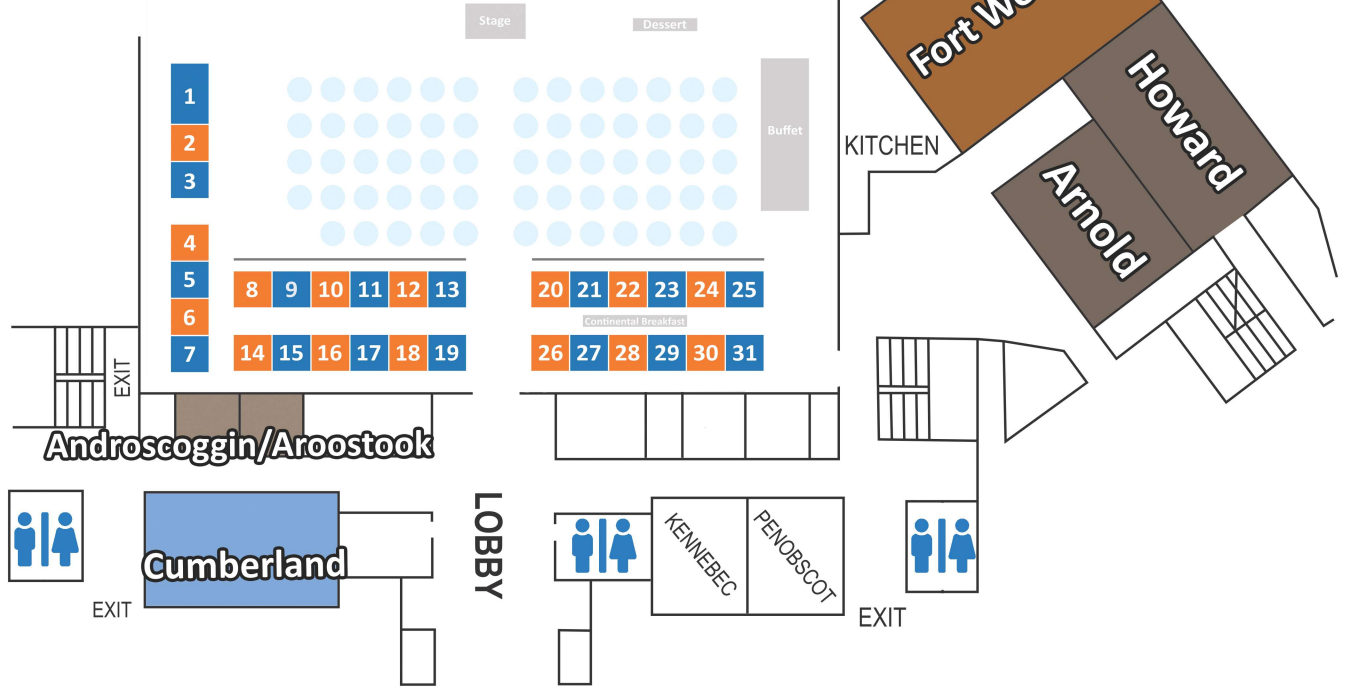 Stage
Dessert
Fort
Howard
Arnold
Buffet
KITCHEN
1
2
3
4
5
6
7
8 9 10 11 12 13
20 21 22 23 24 25
Continental Breakfast
14 15 16 17 18 19
26 27 28 29 30 31
EXIT
Androscoggin/Aroostook
LOBBY
Cumberland
KENNEBEC
PENOBSCOT
EXIT
EXIT